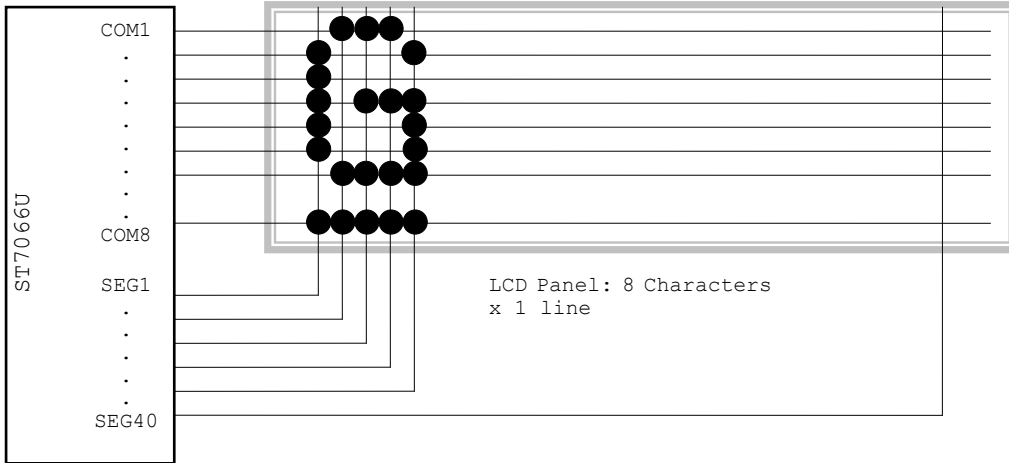 COM1
.
.
.
.
.
.
.
COM8
ST7066U
SEG1
.
.
.
.
.
SEG40
LCD Panel: 8 Characters
x 1 line